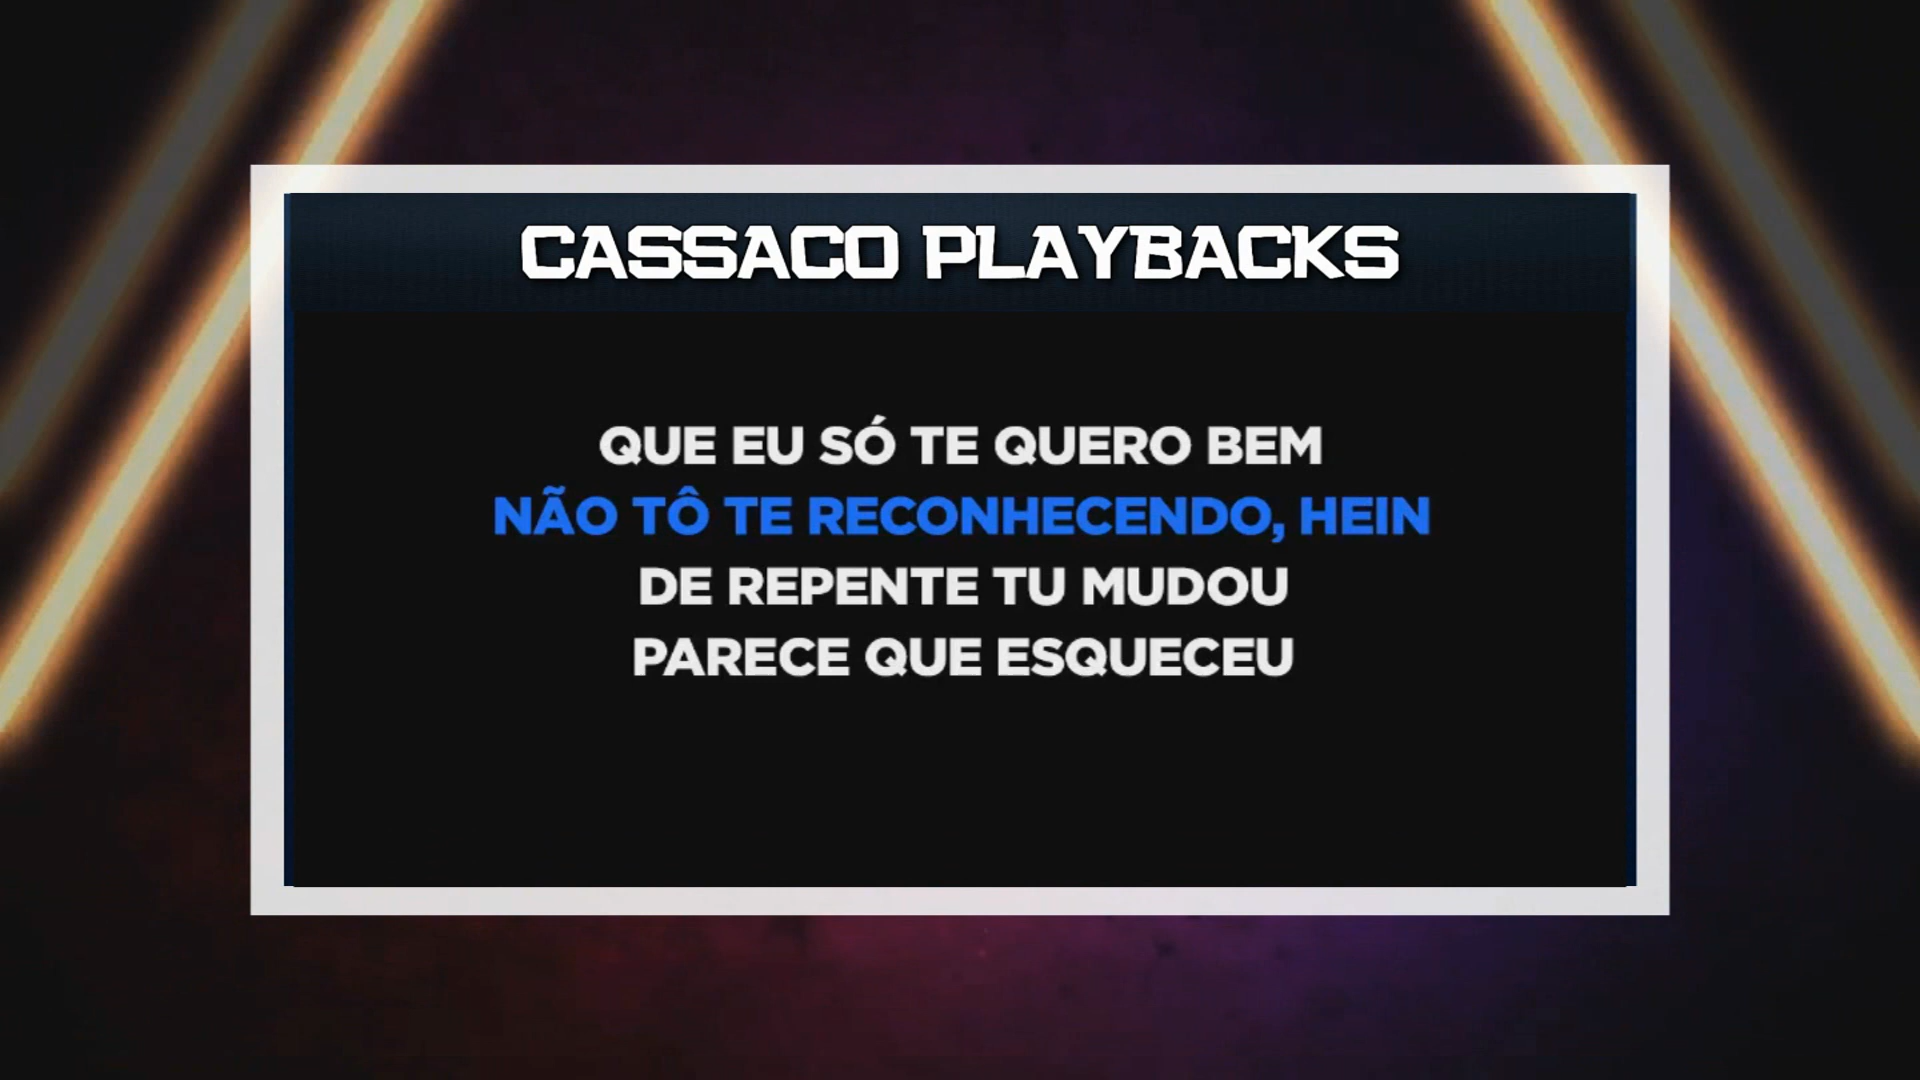 CASSACO PLAYBACKS
QUE EU SÓ TE QUERO BEM
NÃO TÔ TE RECONHECENDO, HEIN
DE REPENTE TU MUDOU
PARECE QUE ESQUECEU